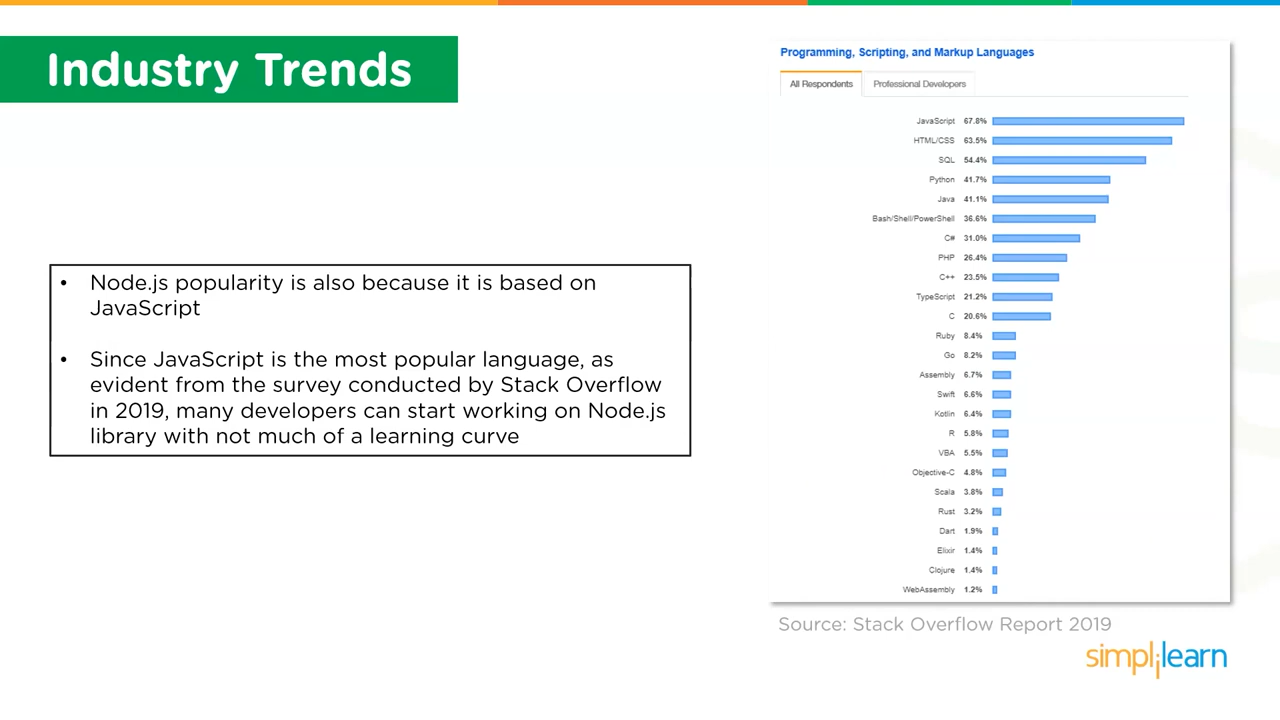 Industry Trends
• Node.js popularity is also because it is based on
JavaScript
• Since JavaScript is the most popular language, as
evident from the survey conducted by Stack Overflow
in 2019, many developers can start working on Node.js
library with not much of a learning curve
Programming, Scripting, and Markup Languages
All Respondents Professional Developers
JavaScript 67.8%
HTML/CSS 63.5%
SQL 54.4%
Python 41.7%
Java 41.1%
Bash/Shell/PowerShell 36.6%
C# 31.0%
PHP 26.4%
C++ 23.5%
TypeScript 21.2%
C 20.6%
Ruby 8.4%
Go 8.2%
Assembly 6.7%
Swift 6.6%
Kotlin 6.4%
R 5.8%
VBA 5.5%
Objective-C 4.8%
Scala 3.8%
Rust 3.2%
Dart 1.9%
Elixir 1.4%
Clojure 1.4%
WebAssembly 1.2%
Source: Stack Overflow Report 2019
simplilearn